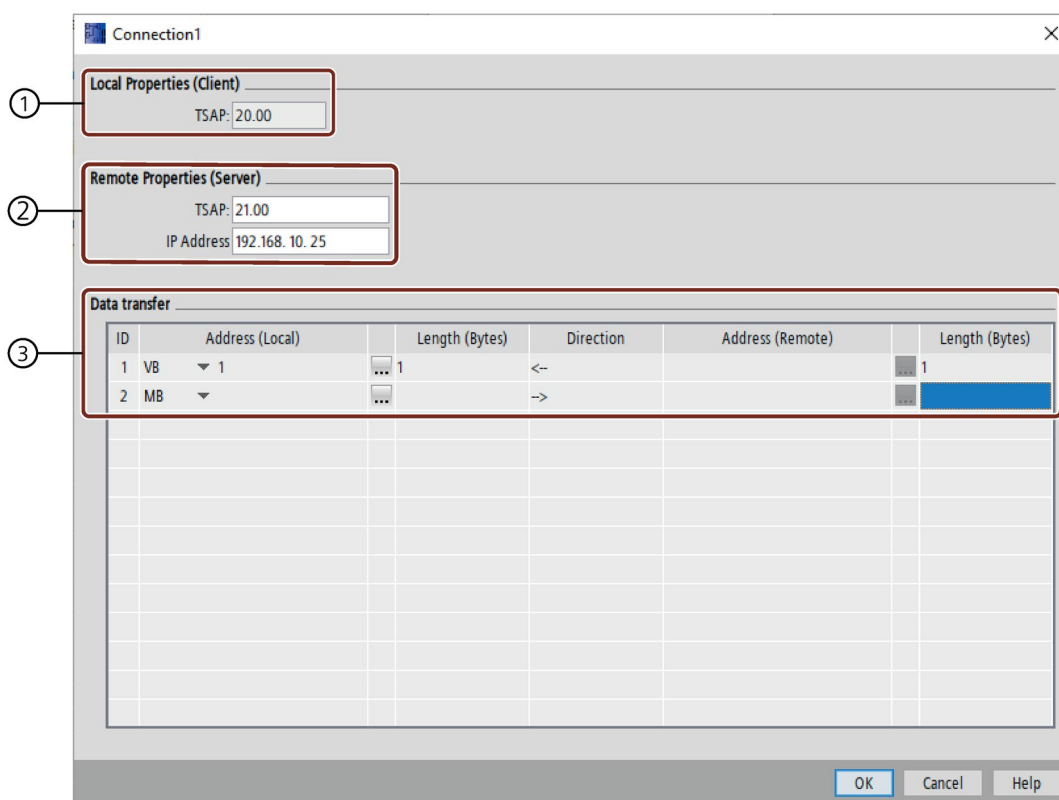 Connection1
① Local Properties (Client)
TSAP: 20.00
② Remote Properties (Server)
TSAP: 21.00
IP Address 192.168. 10. 25
③ Data transfer
ID Address (Local) Length (Bytes) Direction Address (Remote) Length (Bytes)
1 VB 1 ... 1 <-- ... 1
2 MB ... --> ...
OK Cancel Help